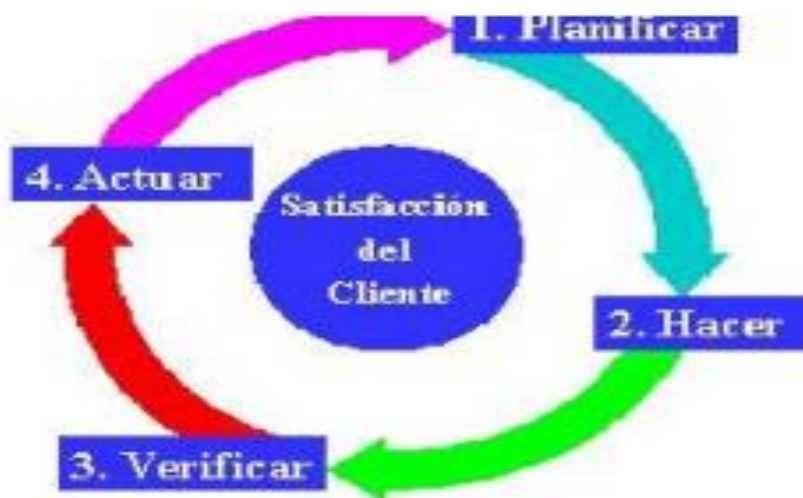 1. Planificar
2. Hacer
3. Verificar
4. Actuar
Satisfacción
del
Cliente